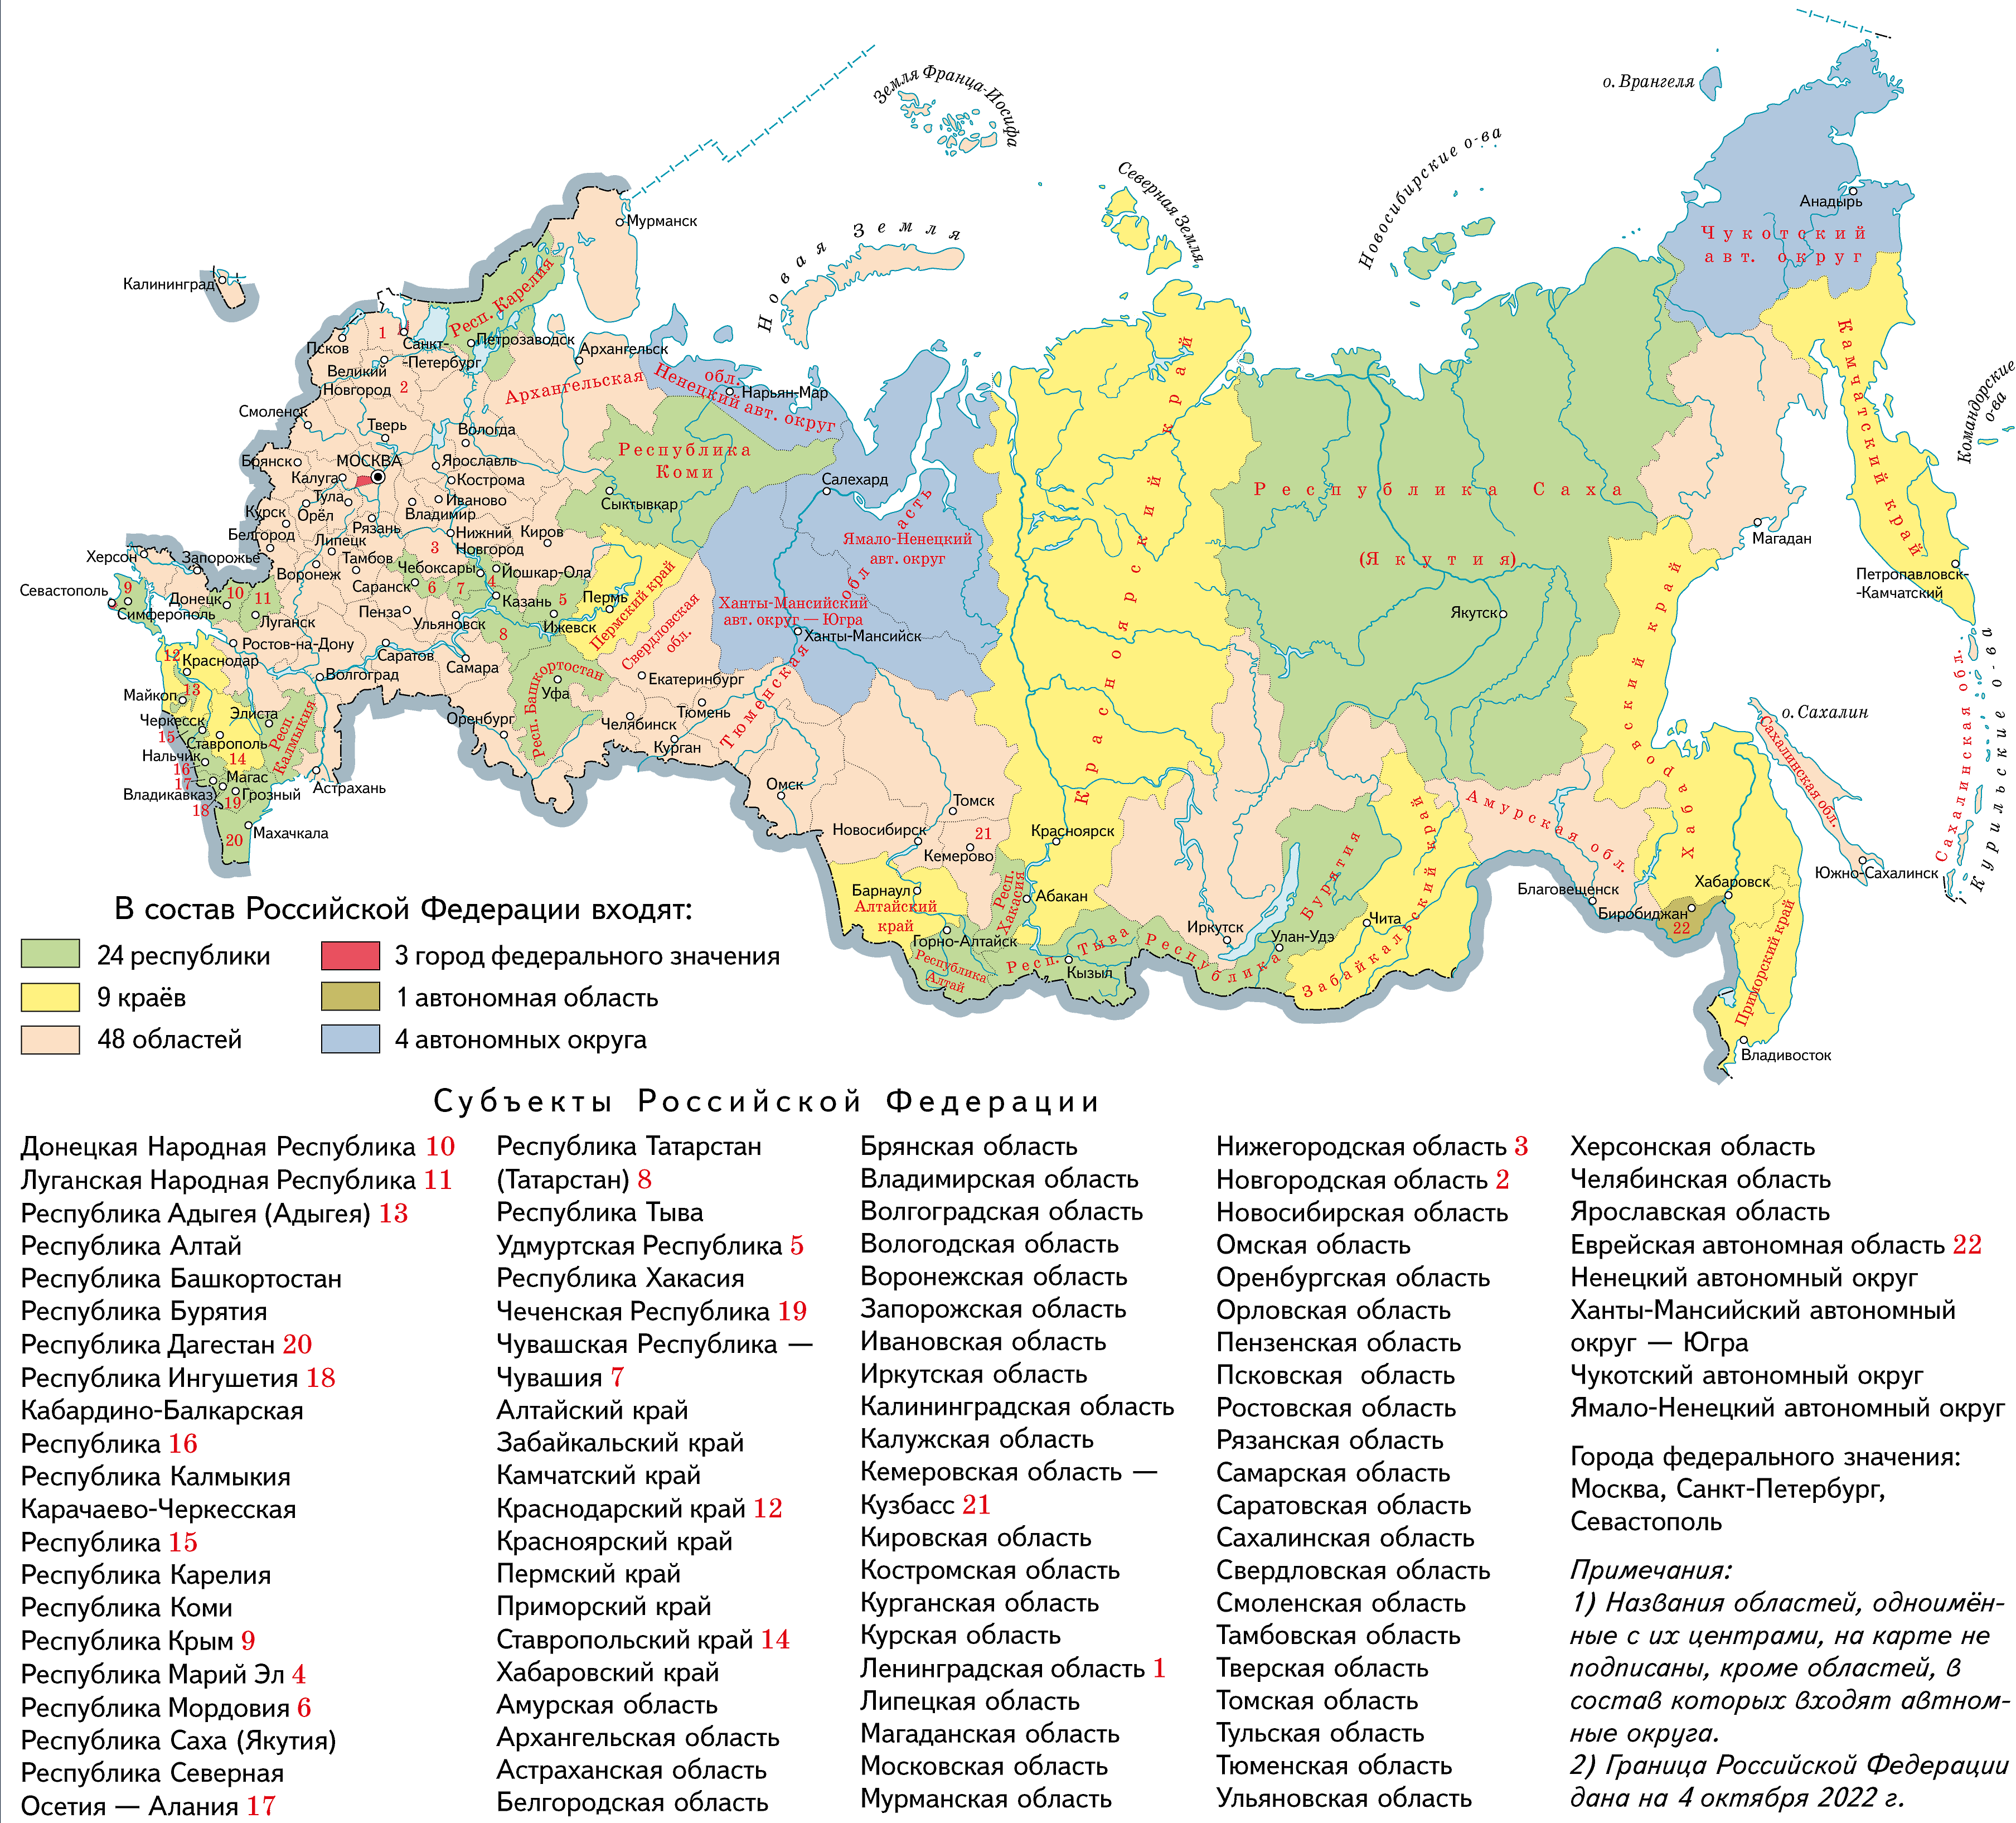 Земля Франца-Иосифа
о. Врангеля
Северная Земля
Новосибирские о-ва
Новая Земля
Анадырь
Чукотский
авт. округ
Мурманск
Калининград
Респ. Карелия
Петрозаводск
1
Псков
Санкт-
-Петербург
Великий
Новгород
2
Архангельск
Архангельская
обл.
Ненецкий авт. округ
Нарьян-Мар
Камчатский край
Командорские
о-ва
Смоленск
Тверь
Вологда
Республика
Коми
Сыктывкар
Брянск
МОСКВА
Ярославль
Калуга
Кострома
Тула
Иваново
Орёл
Владимир
Курск
Рязань
Белгород
Липецк
Нижний
Новгород
Киров
3
Тамбов
Воронеж
Чебоксары
4
Йошкар-Ола
Саранск
6
7
Казань
5
Пермь
Пермский край
Ижевск
Пенза
Ульяновск
8
Свердловская
обл.
Салехард
Ямало-Ненецкий
авт. округ
Ханты-Мансийский
авт. округ — Югра
Ханты-Мансийск
Тюменская область
Красноярский край
Республика Саха
(Якутия)
Якутск
Магадан
Петропавловск-
-Камчатский
Херсон
Запорожье
Севастополь
9
Симферополь
Донецк
10
11
Луганск
Ростов-на-Дону
Саратов
Самара
Волгоград
12
Краснодар
Майкоп
13
Черкесск
15
Элиста
Респ.
Калмыкия
Ставрополь
14
Нальчик
16
17
Магас
Владикавказ
18
19
Грозный
Астрахань
20
Махачкала
Респ. Башкортостан
Уфа
Оренбург
Екатеринбург
Челябинск
Тюмень
Курган
Омск
Томск
Новосибирск
21
Кемерово
Красноярск
Барнаул
Алтайский
край
Респ.
Хакасия
Абакан
Горно-Алтайск
Республика
Алтай
Респ. Тыва
Кызыл
Республика Бурятия
Иркутск
Улан-Удэ
Чита
Забайкальский край
Амурская обл.
Благовещенск
Хабаровский край
Хабаровск
Биробиджан
22
Приморский край
Владивосток
о. Сахалин
Сахалинская обл.
Южно-Сахалинск
Сахалинская обл.
Курильские о-ва
В состав Российской Федерации входят:
24 республики
9 краёв
48 областей
3 город федерального значения
1 автономная область
4 автономных округа
Субъекты Российской Федерации
Донецкая Народная Республика 10
Луганская Народная Республика 11
Республика Адыгея (Адыгея) 13
Республика Алтай
Республика Башкортостан
Республика Бурятия
Республика Дагестан 20
Республика Ингушетия 18
Кабардино-Балкарская
Республика 16
Республика Калмыкия
Карачаево-Черкесская
Республика 15
Республика Карелия
Республика Коми
Республика Крым 9
Республика Марий Эл 4
Республика Мордовия 6
Республика Саха (Якутия)
Республика Северная
Осетия — Алания 17
Республика Татарстан
(Татарстан) 8
Республика Тыва
Удмуртская Республика 5
Республика Хакасия
Чеченская Республика 19
Чувашская Республика —
Чувашия 7
Алтайский край
Забайкальский край
Камчатский край
Краснодарский край 12
Красноярский край
Пермский край
Приморский край
Ставропольский край 14
Хабаровский край
Амурская область
Архангельская область
Астраханская область
Белгородская область
Брянская область
Владимирская область
Волгоградская область
Вологодская область
Воронежская область
Запорожская область
Ивановская область
Иркутская область
Калининградская область
Калужская область
Кемеровская область —
Кузбасс 21
Кировская область
Костромская область
Курганская область
Курская область
Ленинградская область 1
Липецкая область
Магаданская область
Московская область
Мурманская область
Нижегородская область 3
Новгородская область 2
Новосибирская область
Омская область
Оренбургская область
Орловская область
Пензенская область
Псковская область
Ростовская область
Рязанская область
Самарская область
Саратовская область
Сахалинская область
Свердловская область
Смоленская область
Тамбовская область
Тверская область
Томская область
Тульская область
Тюменская область
Ульяновская область
Херсонская область
Челябинская область
Ярославская область
Еврейская автономная область 22
Ненецкий автономный округ
Ханты-Мансийский автономный
округ — Югра
Чукотский автономный округ
Ямало-Ненецкий автономный округ
Города федерального значения:
Москва, Санкт-Петербург,
Севастополь
Примечания:
1) Названия областей, одноимён-
ные с их центрами, на карте не
подписаны, кроме областей, в
состав которых входят автном-
ные округа.
2) Граница Российской Федерации
дана на 4 октября 2022 г.